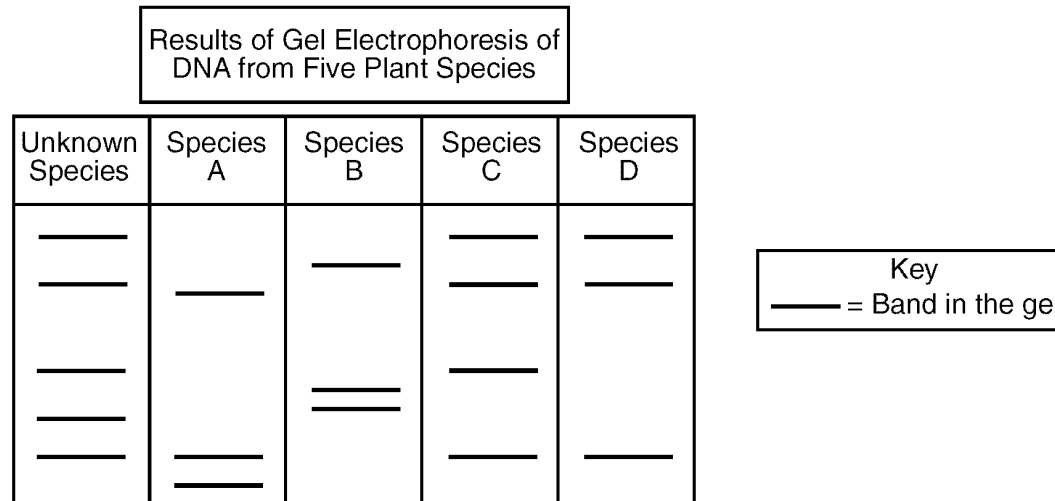 Results of Gel Electrophoresis of
DNA from Five Plant Species
Unknown
Species
Species
A
Species
B
Species
C
Species
D
Key
= Band in the ge